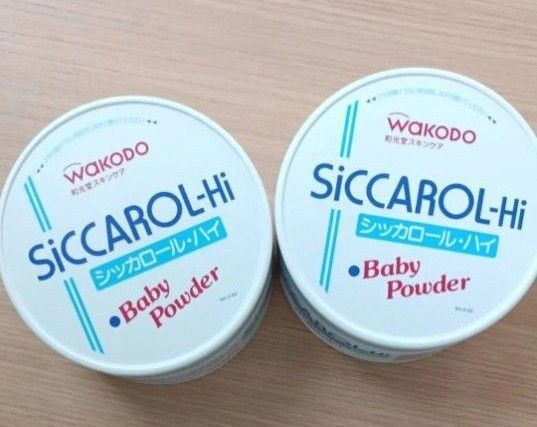 WAKODO
和光堂スキンケア
SiCCAROL-Hi
シッカロール・ハイ
Baby
Powder
WAKODO
和光堂スキンケア
SiCCAROL-Hi
シッカロール・ハイ
Baby
Powder